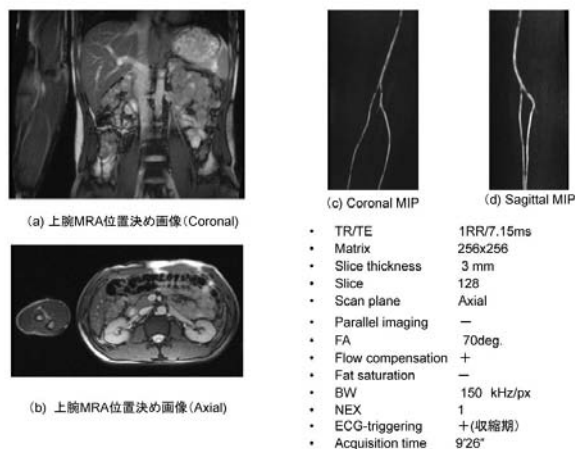 (a) 上腕MRA位置決め画像(Coronal)
(b) 上腕MRA位置決め画像(Axial)
(c) Coronal MIP
(d) Sagittal MIP
• TR/TE 1RR/7.15ms
• Matrix 256x256
• Slice thickness 3 mm
• Slice 128
• Scan plane Axial
• Parallel imaging −
• FA 70deg.
• Flow compensation +
• Fat saturation −
• BW 150 kHz/px
• NEX 1
• ECG-triggering +(収縮期)
• Acquisition time 9'26"